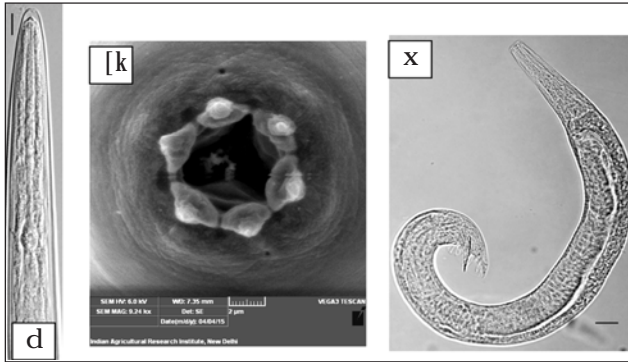 [k
x
SEM HV: 6.0 kV
WD: 7.35 mm
VEGA3 TESCAN
SEM MAG: 9.24 kx
Det: SE
2 µm
Date(m/d/y): 04/04/15
Indian Agricultural Research Institute, New Delhi
d